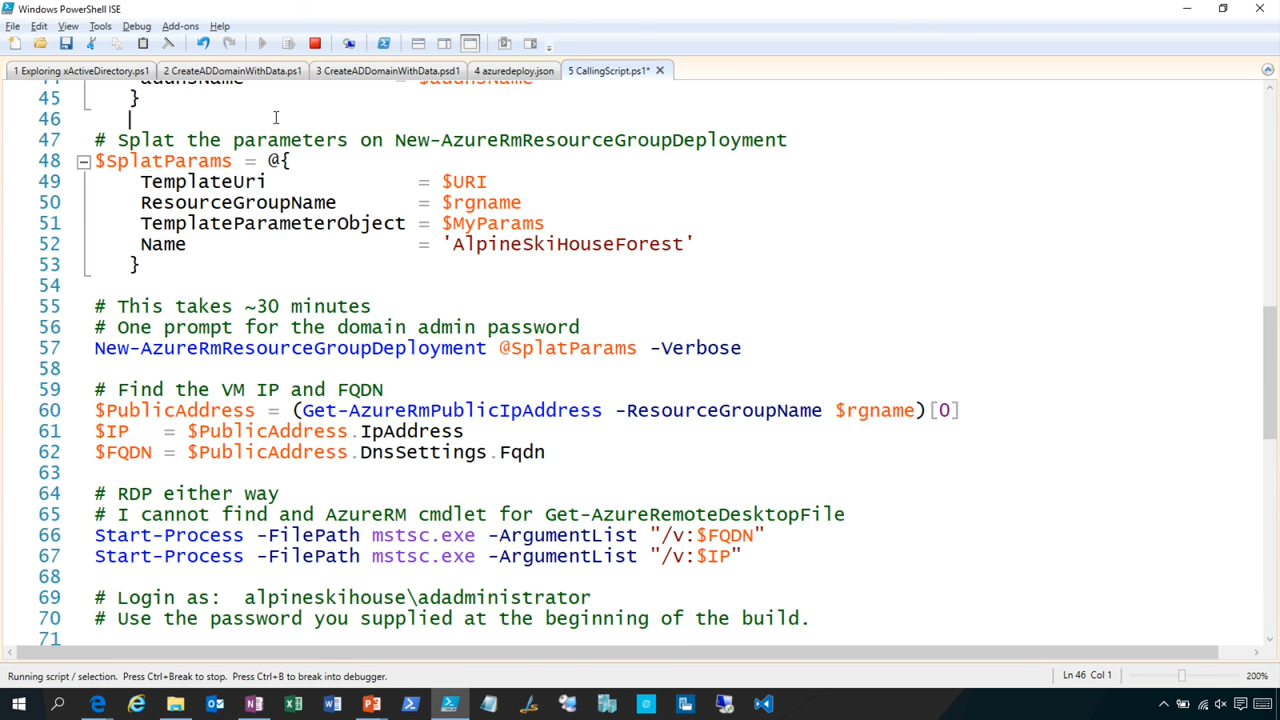 Windows PowerShell ISE
File Edit View Tools Debug Add-ons Help
1 Exploring xActiveDirectory.ps1 2 CreateADDomainWithData.ps1 3 CreateADDomainWithData.psd1 4 azuredeploy.json 5 CallingScript.ps1*
44 addnsName = $addnsName
45 }
46
47 # Splat the parameters on New-AzureRmResourceGroupDeployment
48 $SplatParams = @{
49 TemplateUri = $URI
50 ResourceGroupName = $rgname
51 TemplateParameterObject = $MyParams
52 Name = 'AlpineSkiHouseForest'
53 }
54
55 # This takes ~30 minutes
56 # One prompt for the domain admin password
57 New-AzureRmResourceGroupDeployment @SplatParams -Verbose
58
59 # Find the VM IP and FQDN
60 $PublicAddress = (Get-AzureRmPublicIpAddress -ResourceGroupName $rgname)[0]
61 $IP = $PublicAddress.IpAddress
62 $FQDN = $PublicAddress.DnsSettings.Fqdn
63
64 # RDP either way
65 # I cannot find and AzureRM cmdlet for Get-AzureRemoteDesktopFile
66 Start-Process -FilePath mstsc.exe -ArgumentList "/v:$FQDN"
67 Start-Process -FilePath mstsc.exe -ArgumentList "/v:$IP"
68
69 # Login as: alpineskihouse\adadministrator
70 # Use the password you supplied at the beginning of the build.
71
Running script / selection. Press Ctrl+Break to stop. Press Ctrl+B to break into debugger. Ln 46 Col 1 200%